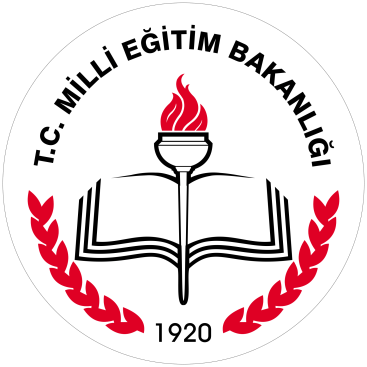 T.C. MİLLİ EĞİTİM BAKANLIĞI
1920